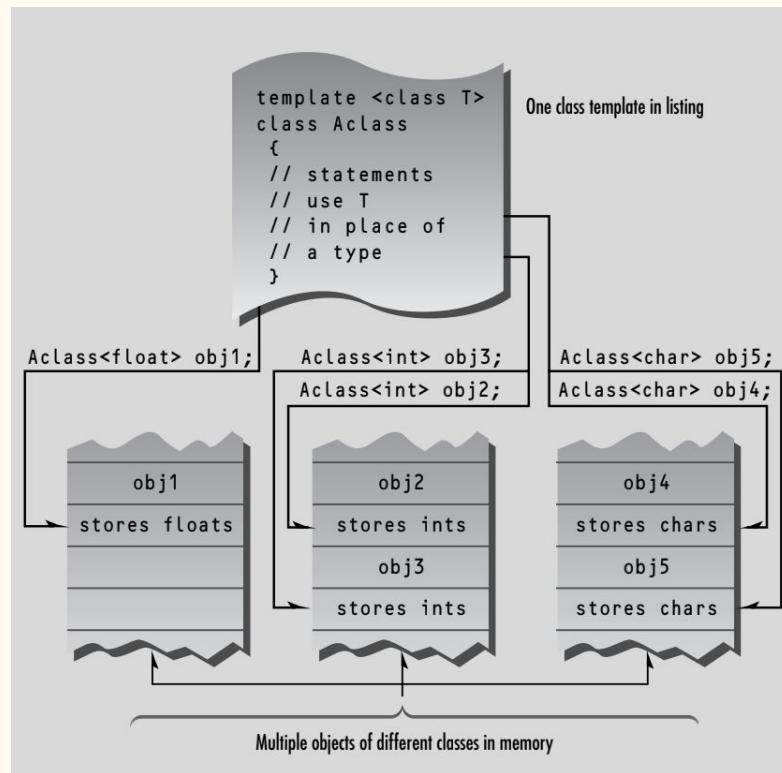 template <class T>
class Aclass
{
// statements
// use T
// in place of
// a type
}
One class template in listing
Aclass<float> obj1;
Aclass<int> obj3;
Aclass<int> obj2;
Aclass<char> obj5;
Aclass<char> obj4;
obj1
stores floats
obj2
stores ints
obj3
stores ints
obj4
stores chars
obj5
stores chars
Multiple objects of different classes in memory